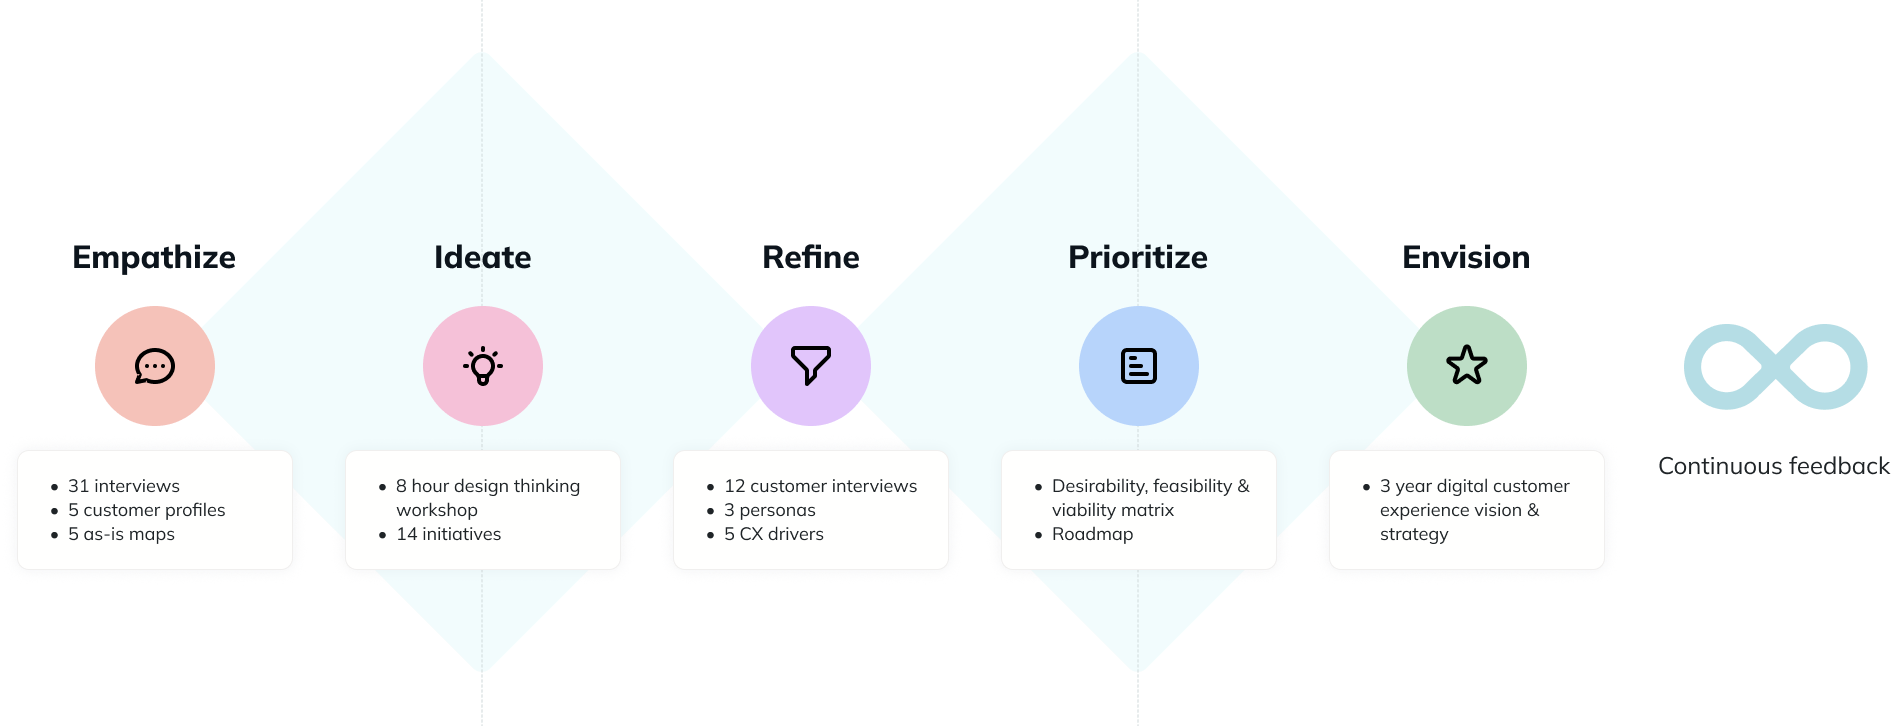 Empathize
• 31 interviews
• 5 customer profiles
• 5 as-is maps
Ideate
• 8 hour design thinking
workshop
• 14 initiatives
Refine
• 12 customer interviews
• 3 personas
• 5 CX drivers
Prioritize
• Desirability, feasibility &
viability matrix
• Roadmap
Envision
• 3 year digital customer
experience vision &
strategy
Continuous feedback